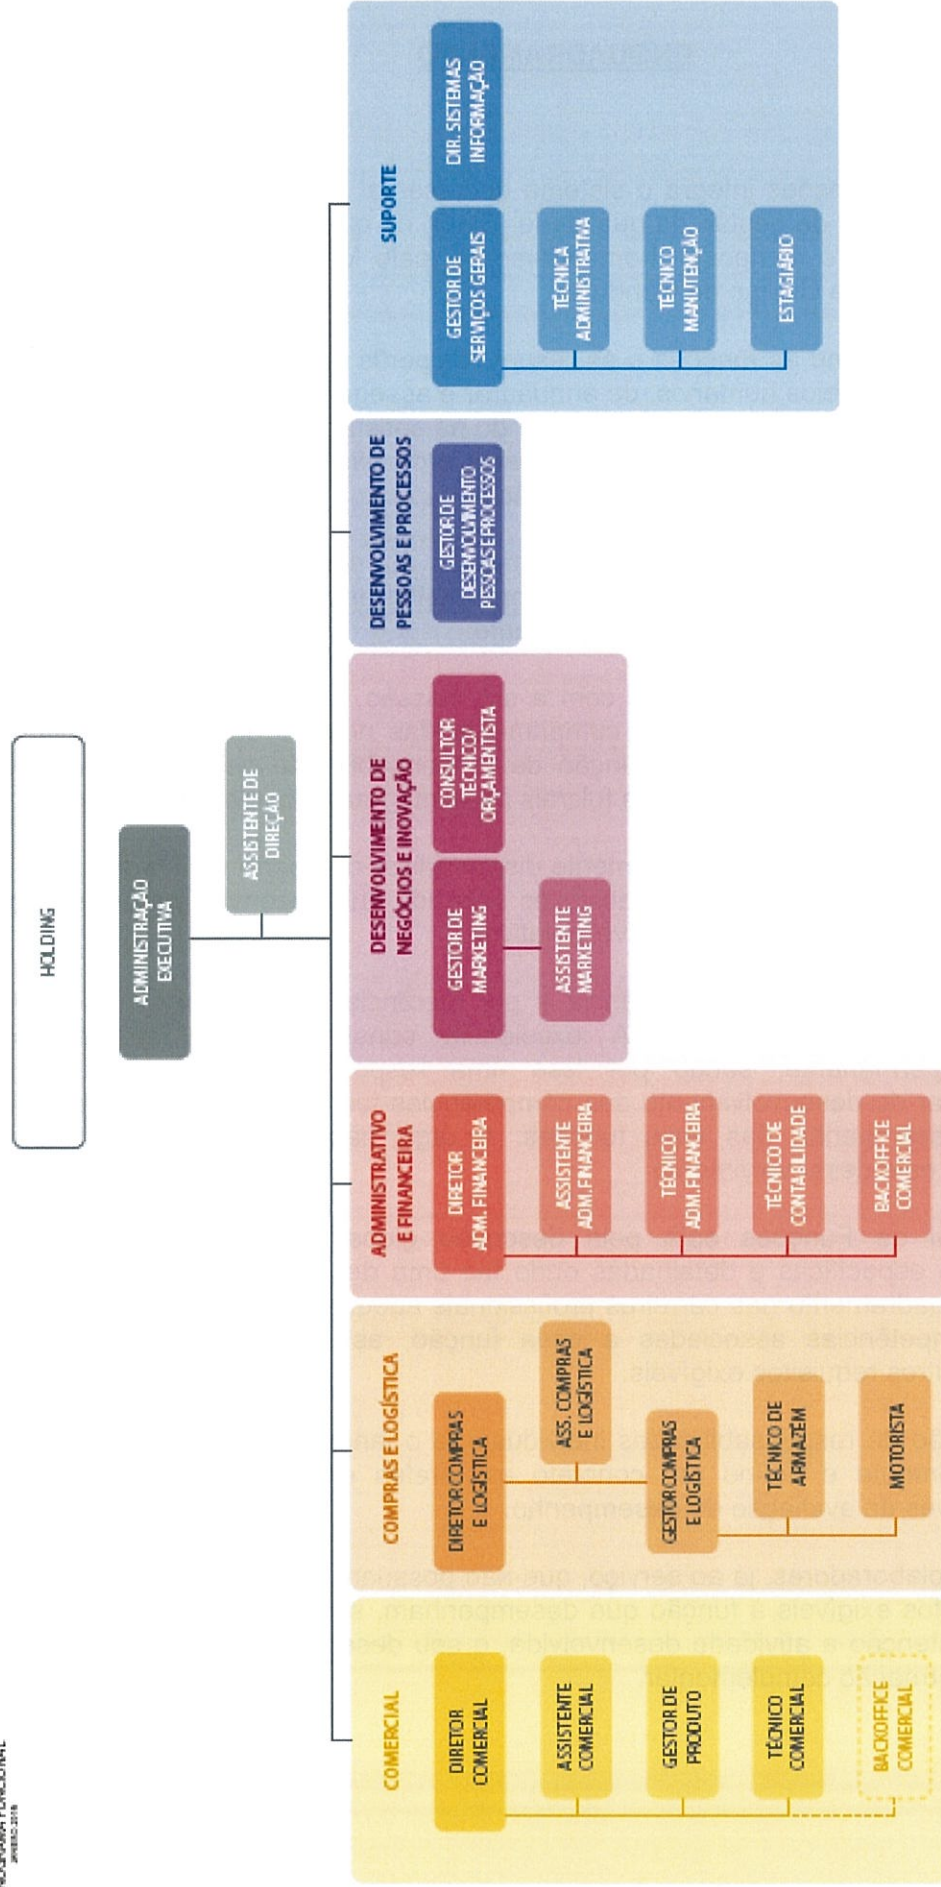 HOLDING
ADMINISTRAÇÃO
EXECUTIVA
ASSISTENTE DE
DIREÇÃO
COMERCIAL
DIRETOR
COMERCIAL
ASSISTENTE
COMERCIAL
GESTOR DE
PRODUTO
TÉCNICO
COMERCIAL
BACKOFFICE
COMERCIAL
COMPRAS E LOGÍSTICA
DIRETOR COMPRAS
E LOGÍSTICA
ASS. COMPRAS
E LOGÍSTICA
GESTOR COMPRAS
E LOGÍSTICA
TÉCNICO DE
ARMAZÉM
MOTORISTA
ADMINISTRATIVO
E FINANCEIRA
DIRETOR
ADM. FINANCEIRA
ASSISTENTE
ADM. FINANCEIRA
TÉCNICO
ADM. FINANCEIRA
TÉCNICO DE
CONTABILIDADE
BACKOFFICE
COMERCIAL
DESENVOLVIMENTO DE
NEGÓCIOS E INOVAÇÃO
GESTOR DE
MARKETING
CONSULTOR
TÉCNICO/
ORÇAMENTISTA
ASSISTENTE
MARKETING
DESENVOLVIMENTO DE
PESSOAS E PROCESSOS
GESTOR DE
DESENVOLVIMENTO
PESSOAS E PROCESSOS
SUPORTE
GESTOR DE
SERVIÇOS GERAIS
DIR. SISTEMAS
INFORMAÇÃO
TÉCNICA
ADMINISTRATIVA
TÉCNICO
MANUTENÇÃO
ESTAGIÁRIO